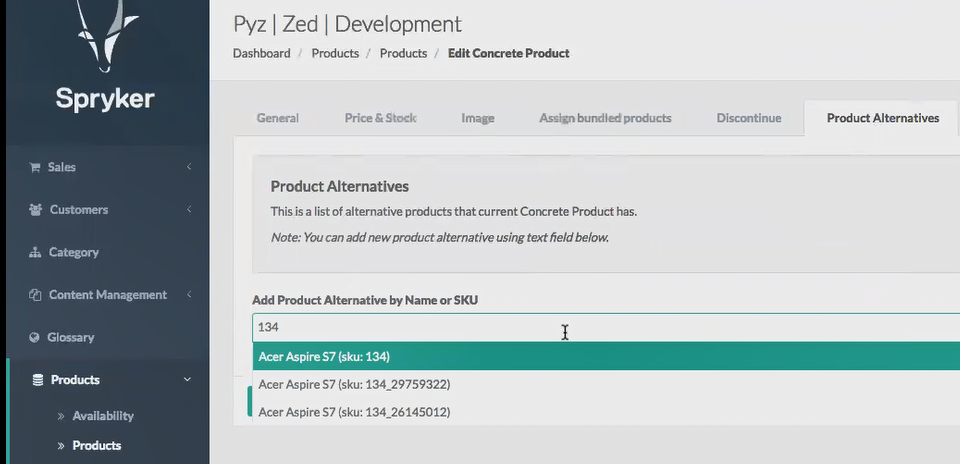 Pyz | Zed | Development
Dashboard / Products / Products / Edit Concrete Product
Spryker
General Price & Stock Image Assign bundled products Discontinue Product Alternatives
Sales
Customers
Category
Content Management
Glossary
Products
Availability
Products
Product Alternatives
This is a list of alternative products that current Concrete Product has.
Note: You can add new product alternative using text field below.
Add Product Alternative by Name or SKU
134
Acer Aspire S7 (sku: 134)
Acer Aspire S7 (sku: 134_29759322)
Acer Aspire S7 (sku: 134_26145012)